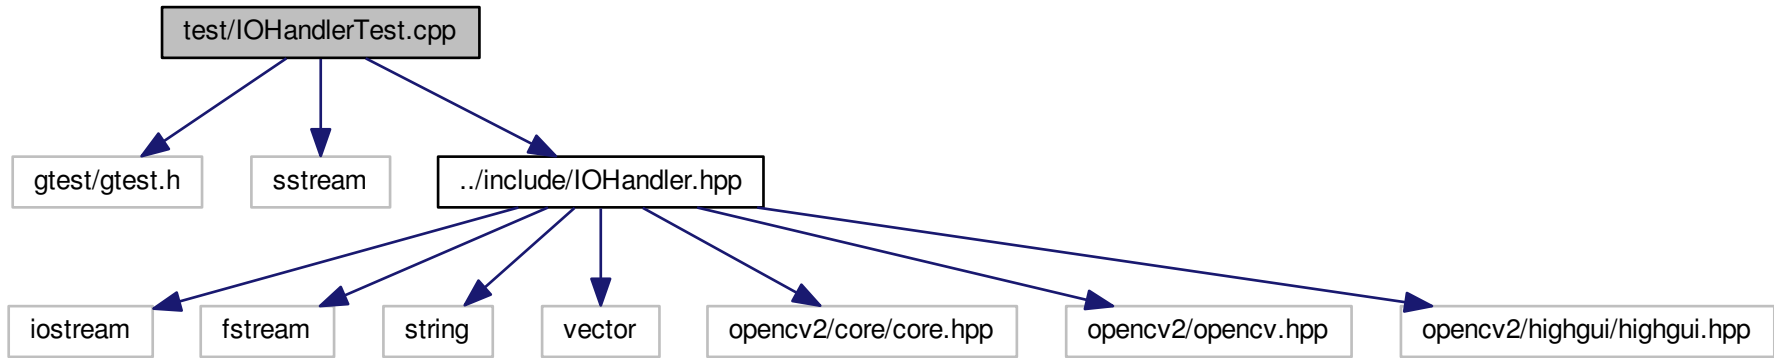 test/IOHandlerTest.cpp
gtest/gtest.h
sstream
../include/IOHandler.hpp
iostream
fstream
string
vector
opencv2/core/core.hpp
opencv2/opencv.hpp
opencv2/highgui/highgui.hpp